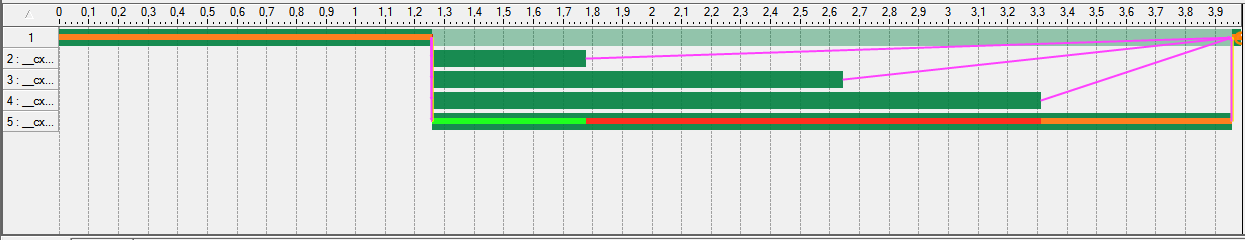 0 0,1 0,2 0,3 0,4 0,5 0,6 0,7 0,8 0,9 1 1,1 1,2 1,3 1,4 1,5 1,6 1,7 1,8 1,9 2 2,1 2,2 2,3 2,4 2,5 2,6 2,7 2,8 2,9 3 3,1 3,2 3,3 3,4 3,5 3,6 3,7 3,8 3,9
1
2 : __cx...
3 : __cx...
4 : __cx...
5 : __cx...